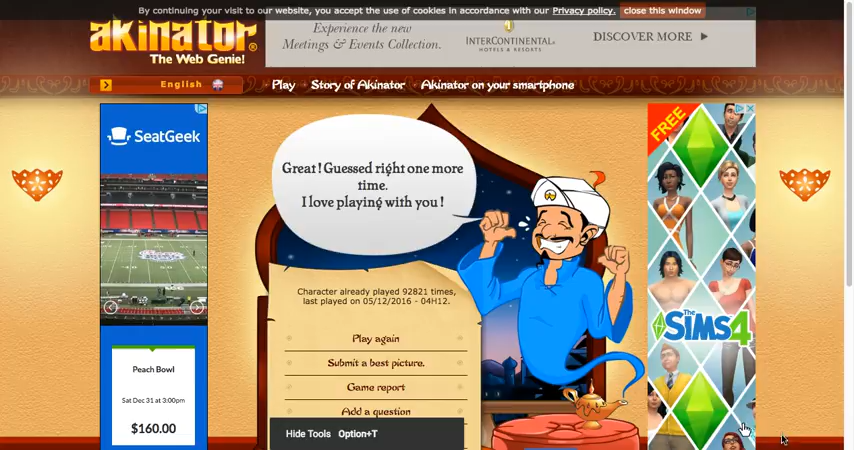 By continuing your visit to our website, you accept the use of cookies in accordance with our Privacy policy. close this window
akinator®
The Web Genie!
Experience the new
Meetings & Events Collection.
INTERCONTINENTAL®
HOTELS & RESORTS
DISCOVER MORE
English
Play
Story of Akinator
Akinator on your smartphone
SeatGeek
Peach Bowl
Sat Dec 31 at 3:00pm
$160.00
Great! Guessed right one more
time.
I love playing with you!
Character already played 92821 times,
last played on 05/12/2016 - 04H12.
Play again
Submit a best picture.
Game report
Add a question
Hide Tools Option+T
FREE
The
SIMS 4